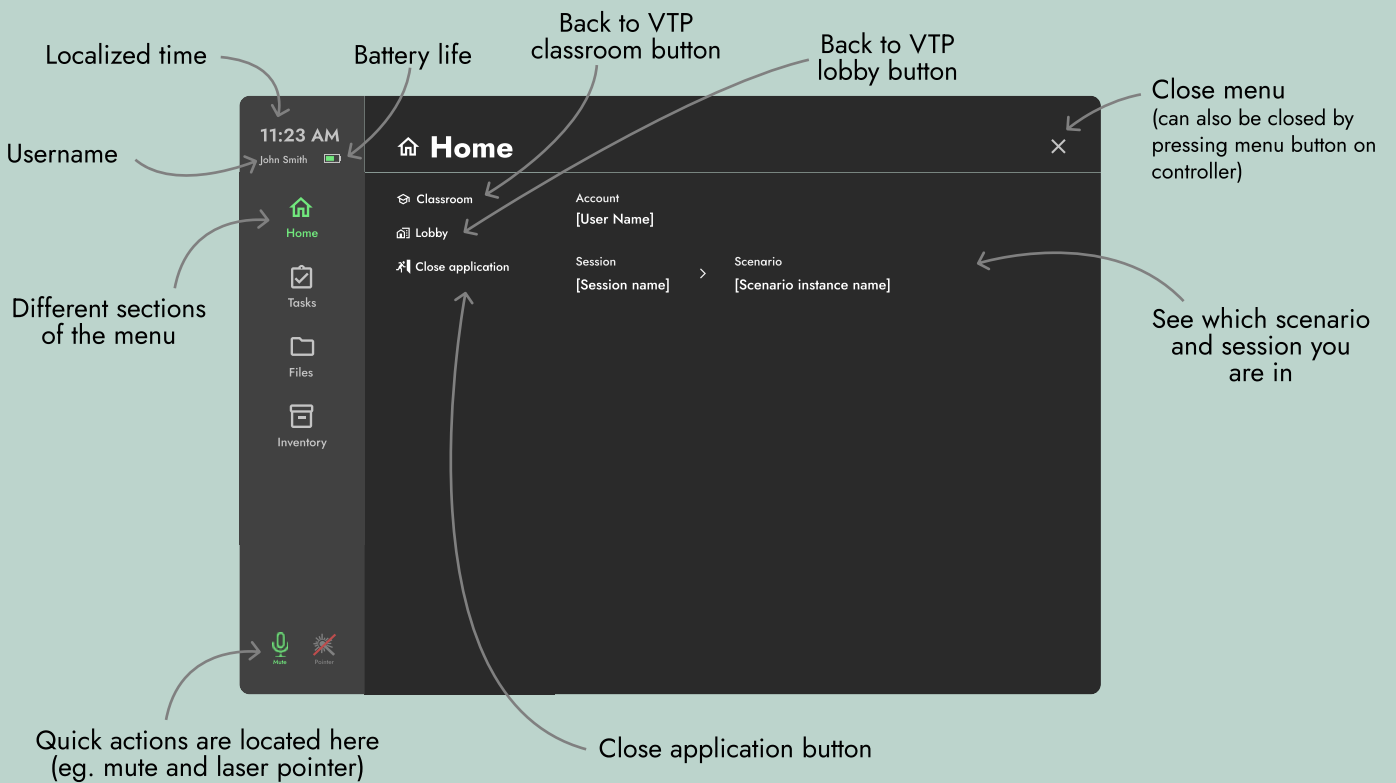 Back to VTP
classroom button
Localized time
Battery life
Back to VTP
lobby button
Close menu
(can also be closed by
pressing menu button on
controller)
Username
11:23 AM
John Smith
Home
Classroom
Lobby
Close application
Account
[User Name]
Session
[Session name]
Scenario
[Scenario instance name]
Home
Tasks
Files
Inventory
Different sections
of the menu
See which scenario
and session you
are in
Mute
Pointer
Quick actions are located here
(eg. mute and laser pointer)
Close application button